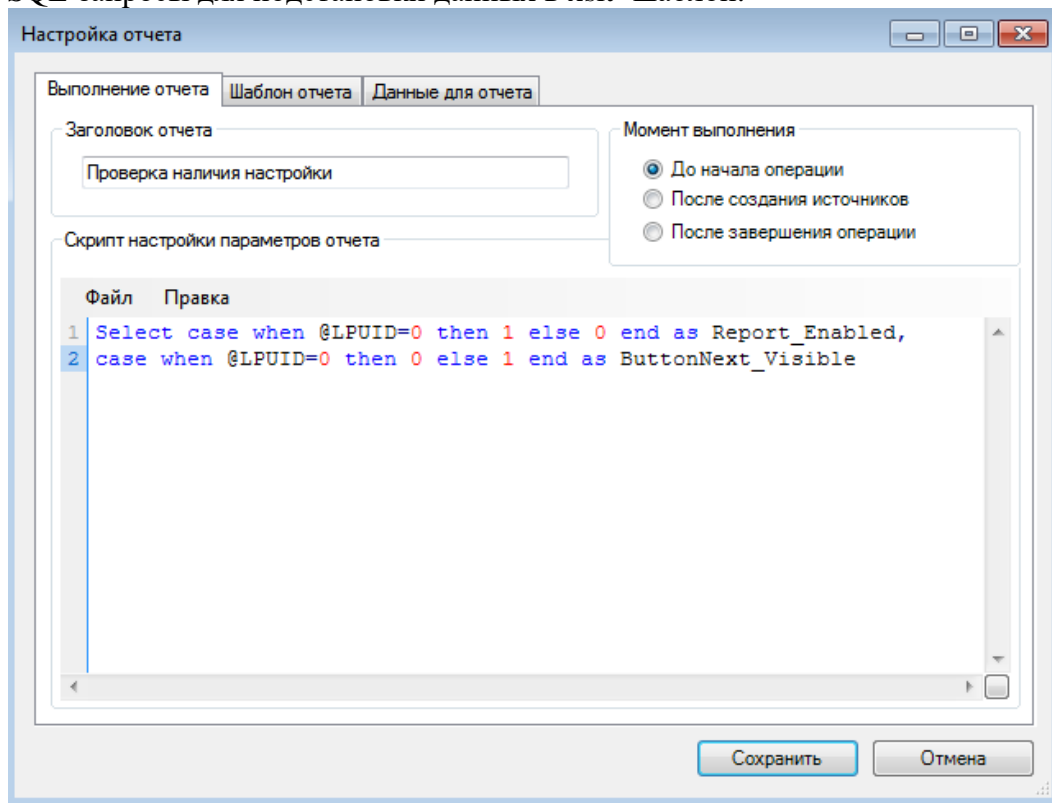 Настройка отчета
Выполнение отчета Шаблон отчета Данные для отчета
Заголовок отчета
Проверка наличия настройки
Момент выполнения
До начала операции
После создания источников
После завершения операции
Скрипт настройки параметров отчета
Файл Правка
1 Select case when @LPUID=0 then 1 else 0 end as Report_Enabled,
2 case when @LPUID=0 then 0 else 1 end as ButtonNext_Visible
Сохранить Отмена